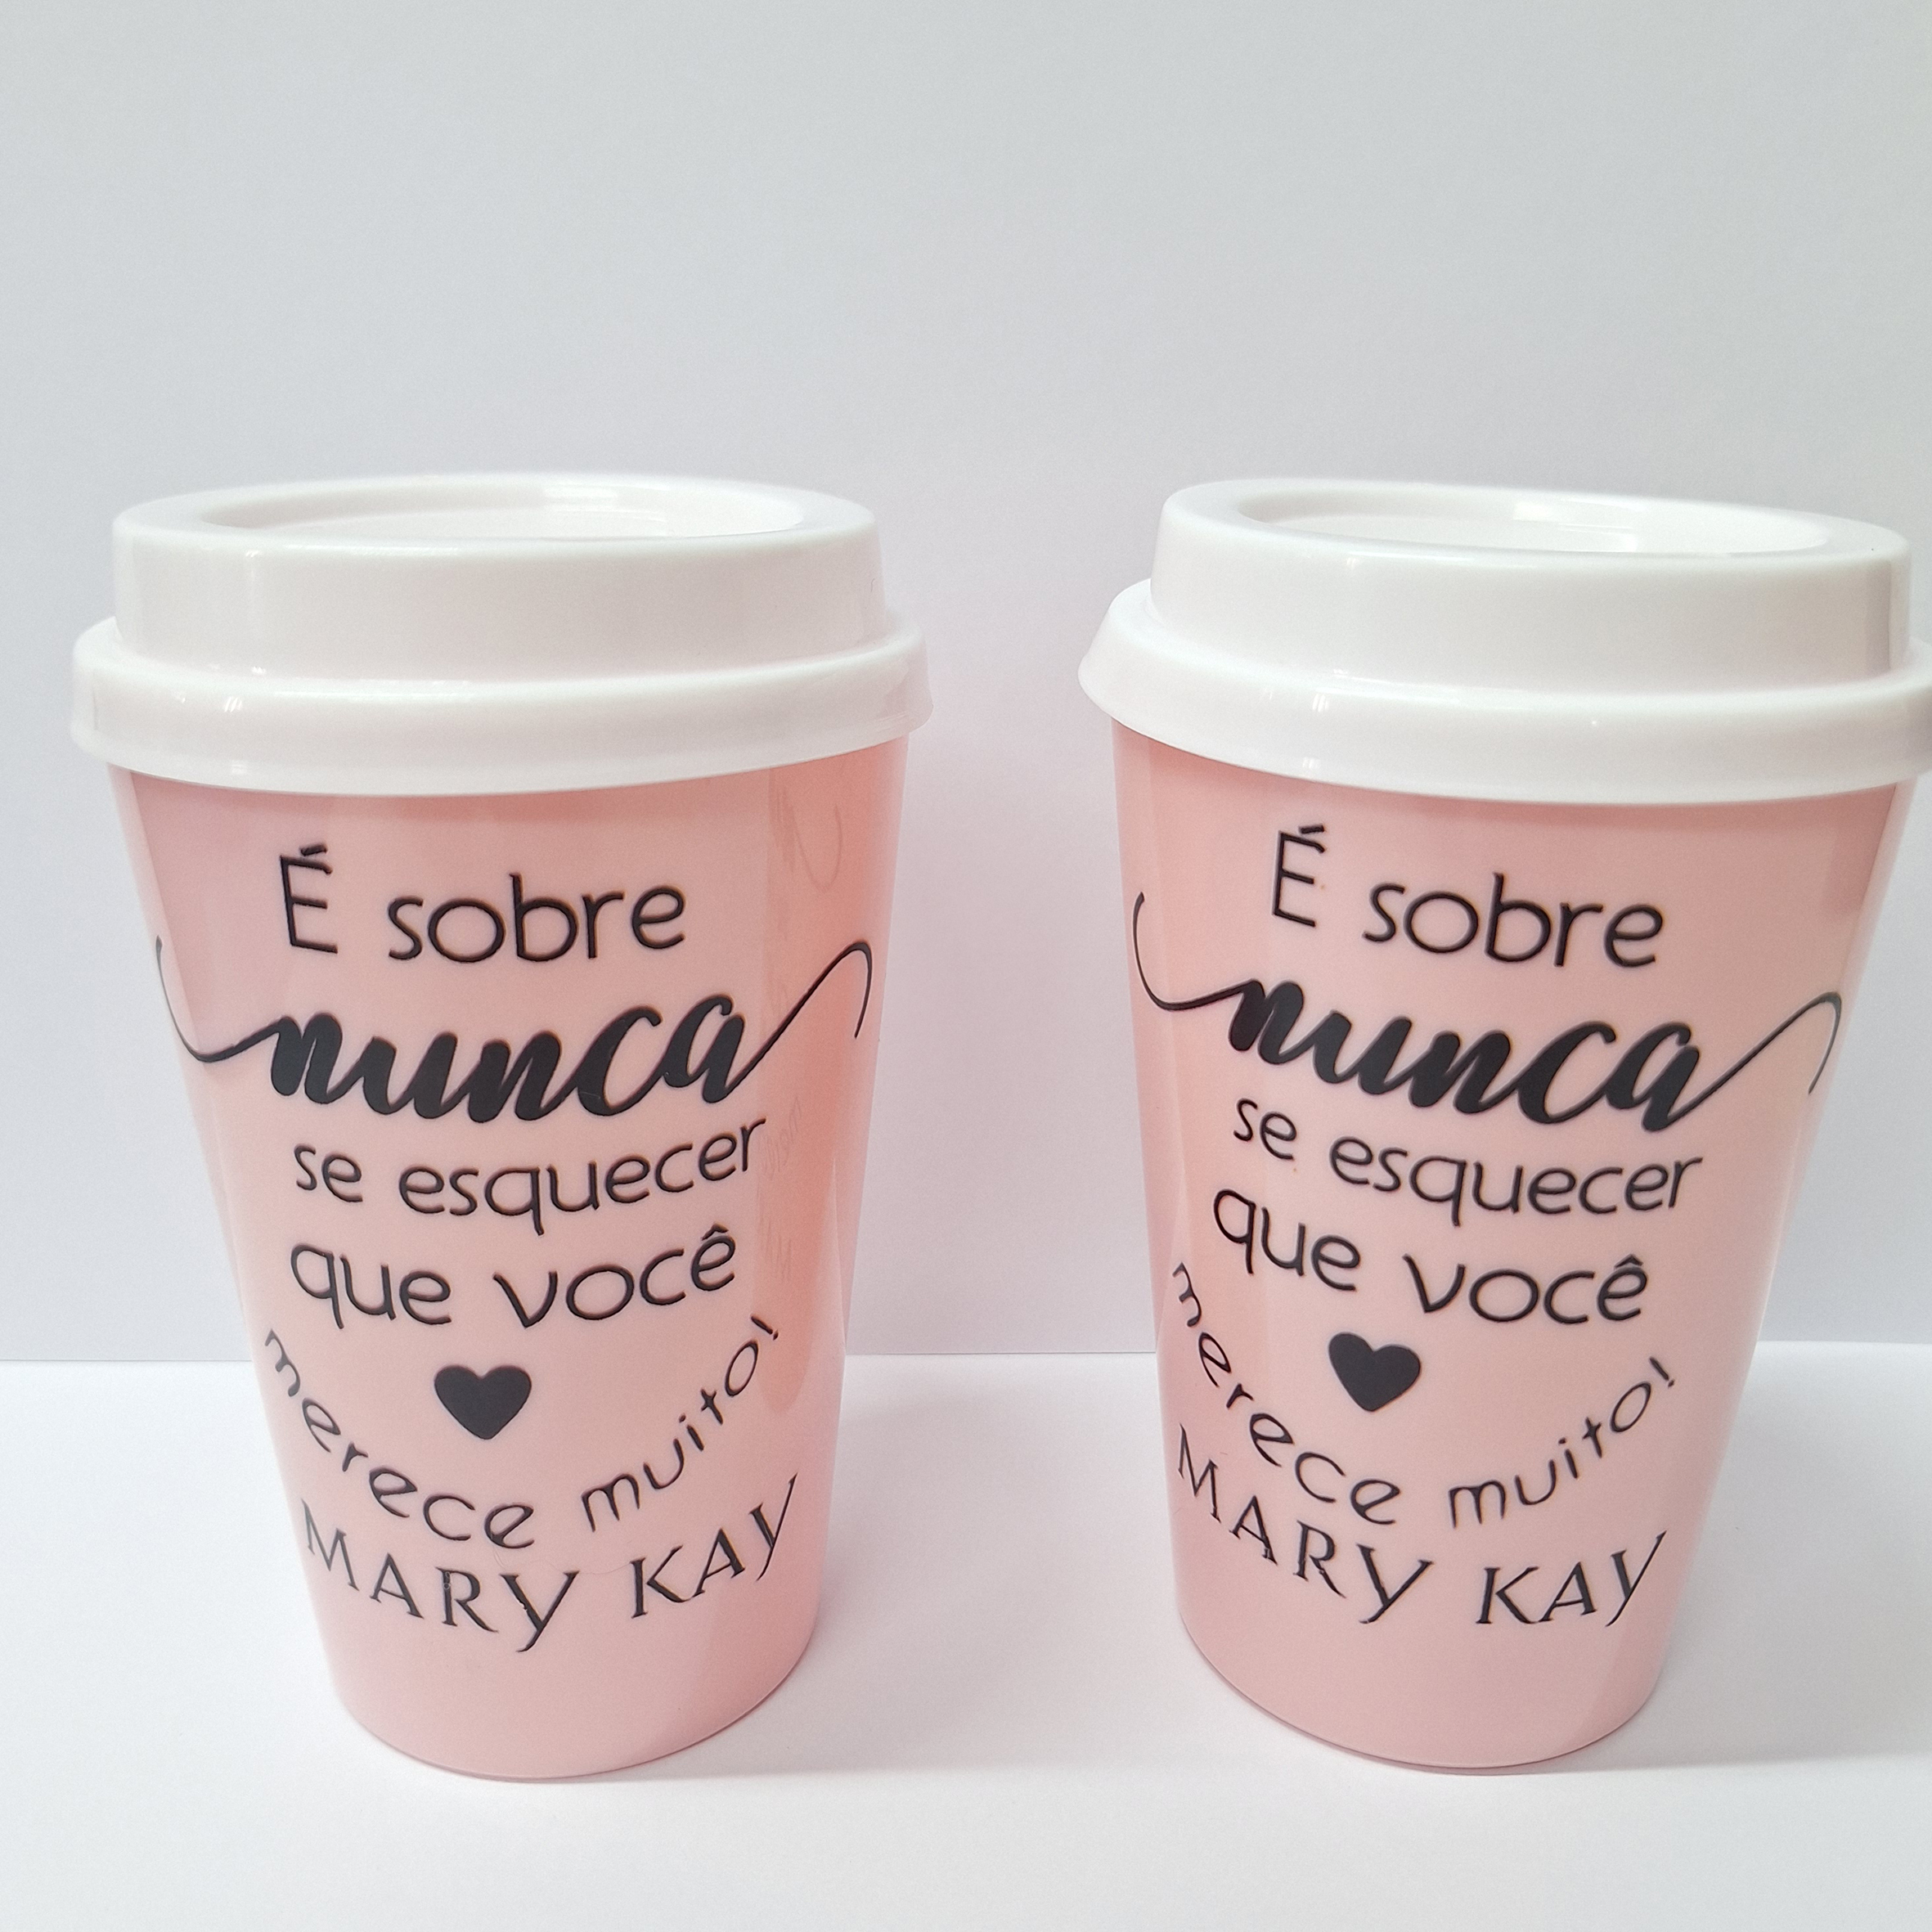 É sobre
nunca
se esquecer
que você
merece muito!
MARY KAY
É sobre
nunca
se esquecer
que você
merece muito!
MARY KAY